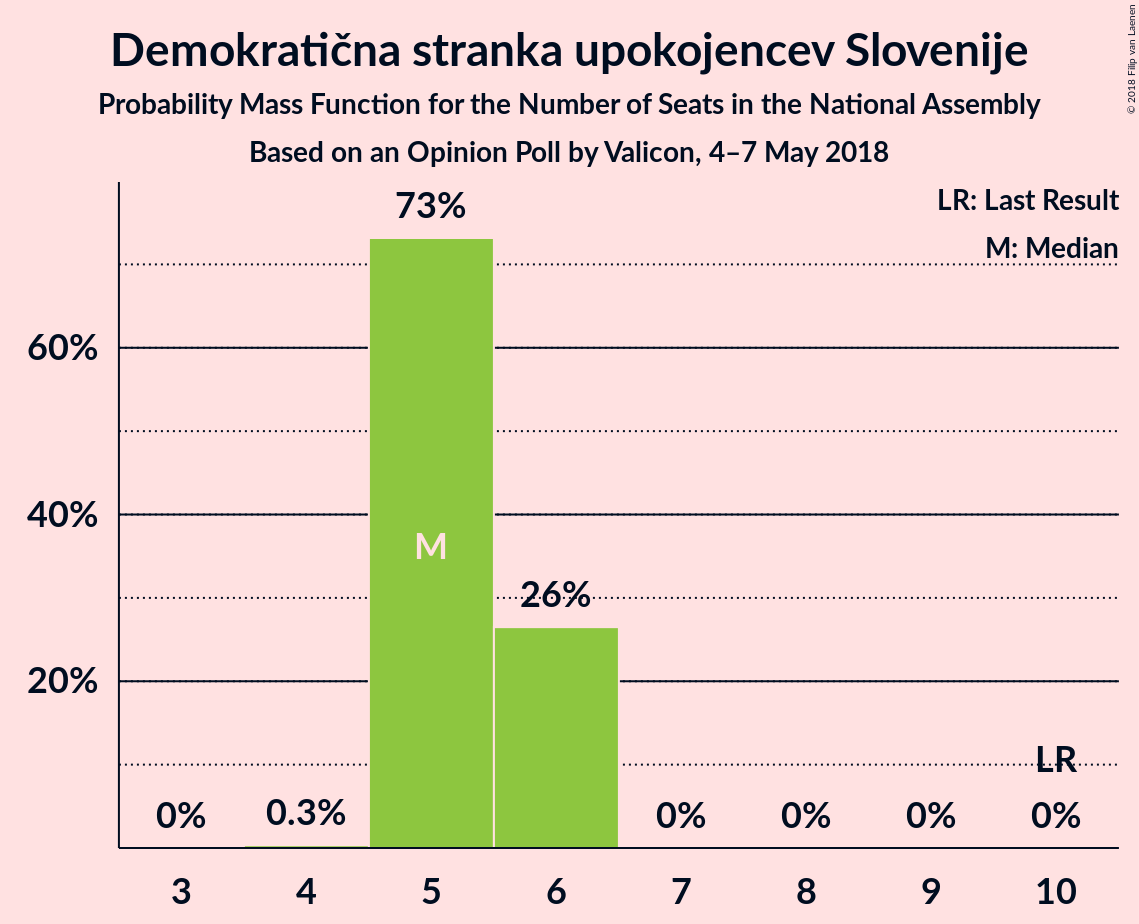 Demokratična stranka upokojencev Slovenije
Probability Mass Function for the Number of Seats in the National Assembly
Based on an Opinion Poll by Valicon, 4–7 May 2018
© 2018 Filip van Laenen
LR: Last Result
M: Median
73%
60%
40%
M
26%
20%
LR
0%
0.3%
0%
0%
0%
0%
3
4
5
6
7
8
9
10